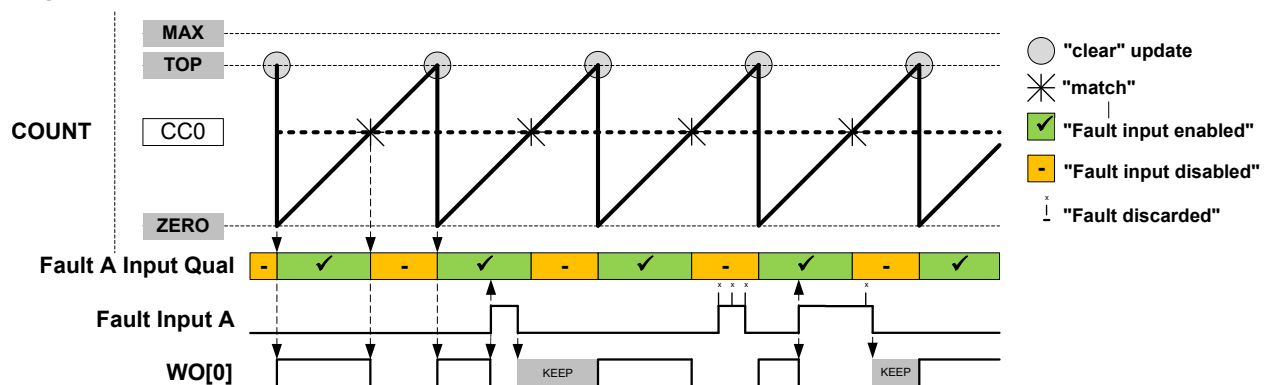 MAX
"clear" update
TOP
"match"
COUNT
CC0
✓ "Fault input enabled"
- "Fault input disabled"
x
- "Fault discarded"
ZERO
Fault A Input Qual - ✓ - ✓ - ✓ - ✓ - ✓
x x x x
Fault Input A
WO[0] KEEP KEEP